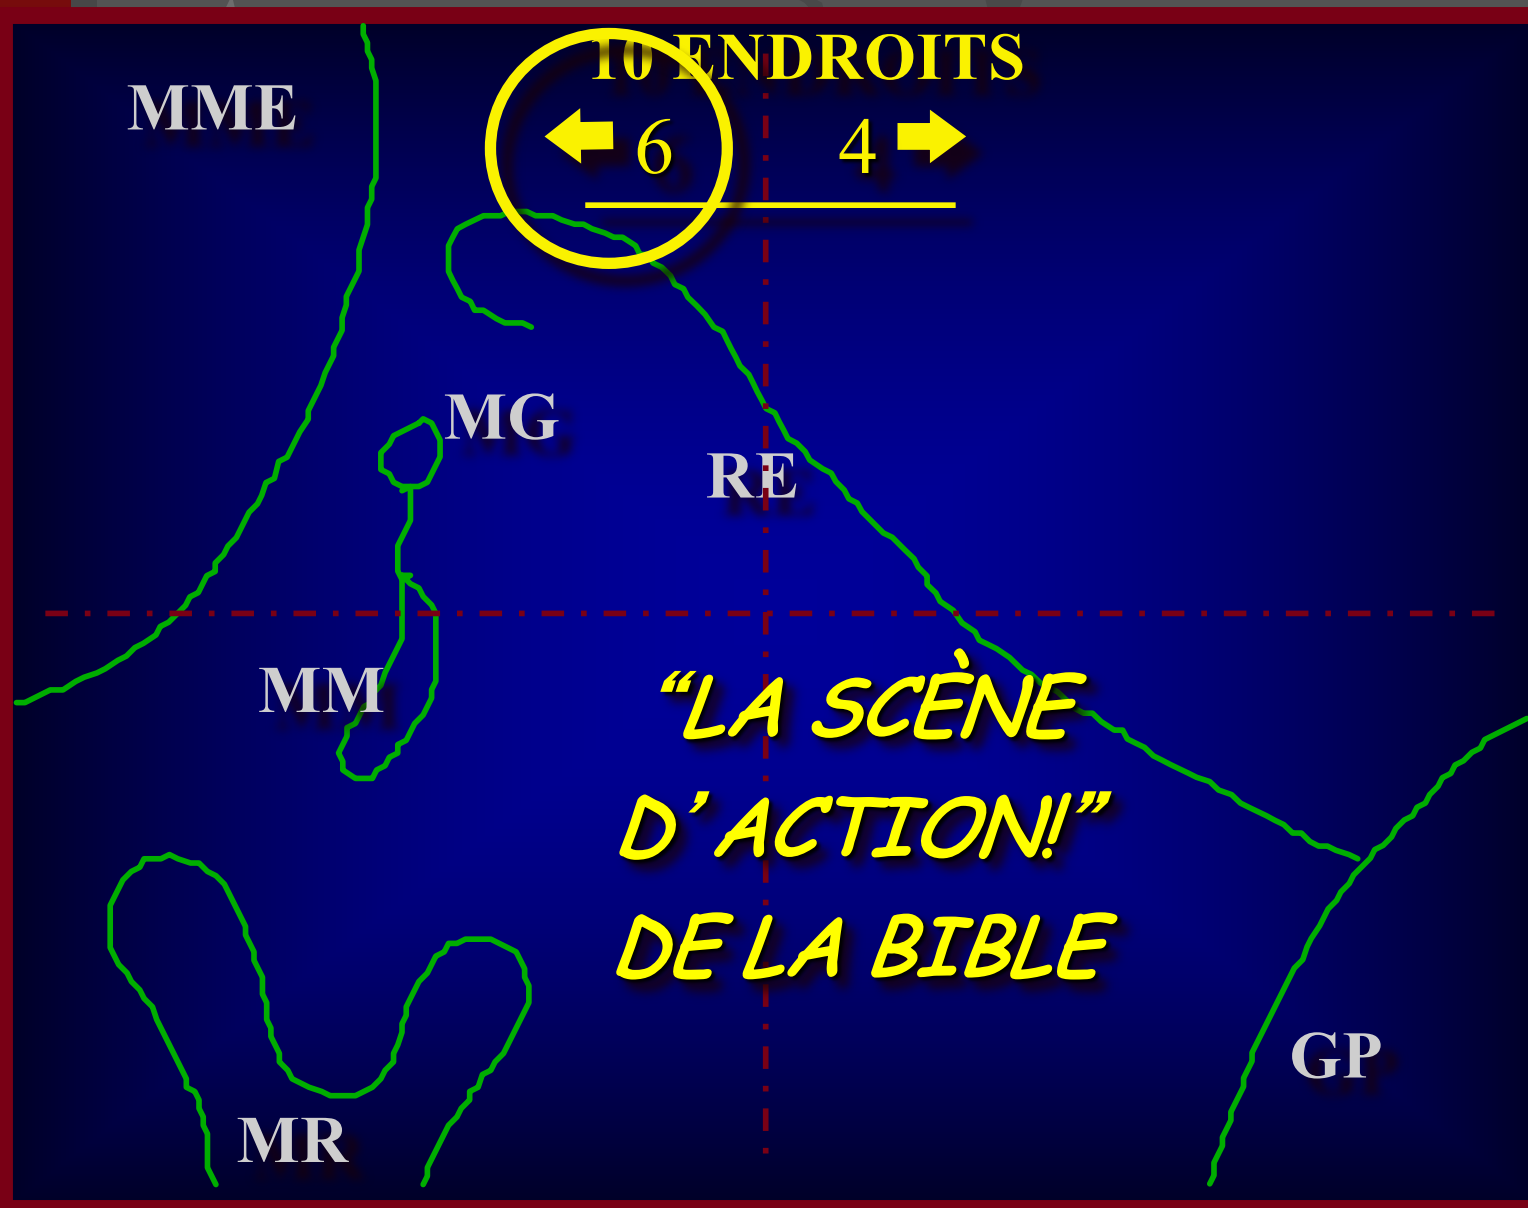 10 ENDROITS
MME
6 4
MG
RE
MM
“LA SCÈNE
D’ACTION!”
DE LA BIBLE
GP
MR